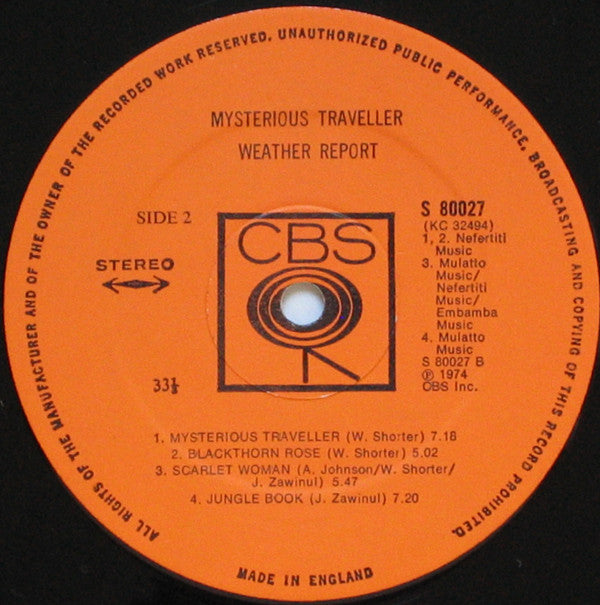 ALL RIGHTS OF THE MANUFACTURER AND OF THE OWNER OF THE RECORDED WORK RESERVED. UNAUTHORIZED PUBLIC PERFORMANCE, BROADCASTING AND COPYING OF THIS RECORD PROHIBITED.
MYSTERIOUS TRAVELLER
WEATHER REPORT
SIDE 2
STEREO
33⅓
CBS
S 80027
(KC 32494)
1, 2. Nefertiti
Music
3. Mulatto
Music/
Nefertiti
Music/
Embamba
Music
4. Mulatto
Music
S 80027 B
℗ 1974
CBS Inc.
1. MYSTERIOUS TRAVELLER (W. Shorter) 7.18
2. BLACKTHORN ROSE (W. Shorter) 5.02
3. SCARLET WOMAN (A. Johnson/W. Shorter/
J. Zawinul) 5.47
4. JUNGLE BOOK (J. Zawinul) 7.20
MADE IN ENGLAND